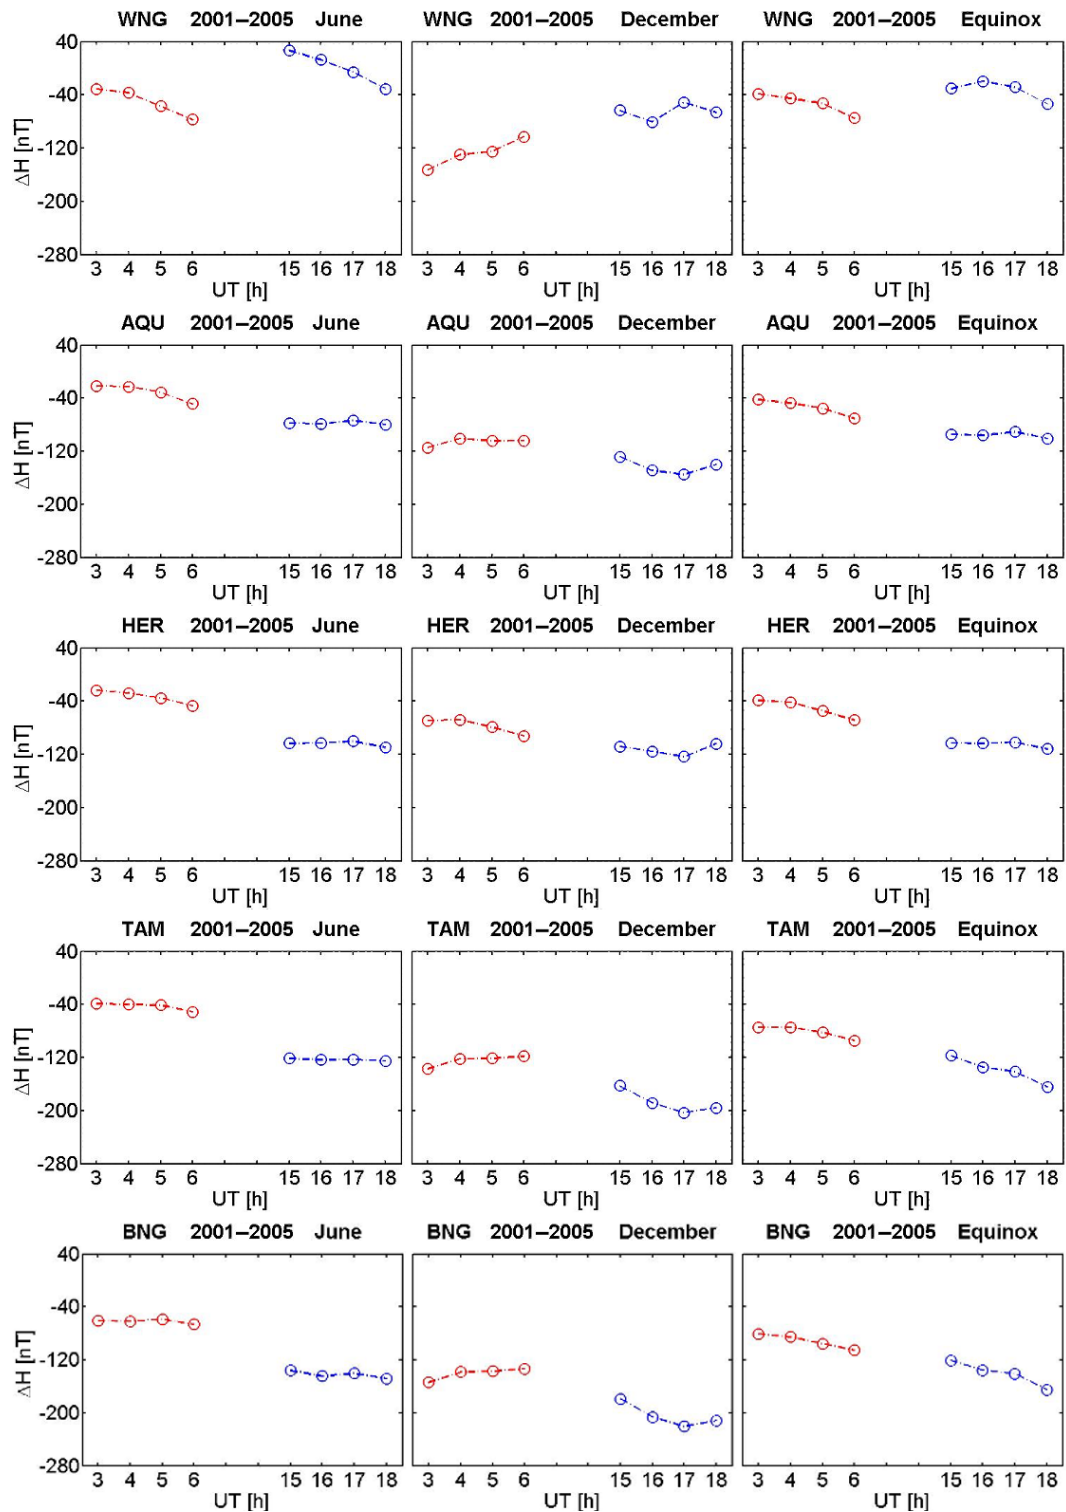 WNG 2001–2005 June
WNG 2001–2005 December
WNG 2001–2005 Equinox
40
-40
-120
-200
-280
ΔH [nT]
3 4 5 6 15 16 17 18
3 4 5 6 15 16 17 18
3 4 5 6 15 16 17 18
UT [h]
UT [h]
UT [h]
AQU 2001–2005 June
AQU 2001–2005 December
AQU 2001–2005 Equinox
40
-40
-120
-200
-280
ΔH [nT]
3 4 5 6 15 16 17 18
3 4 5 6 15 16 17 18
3 4 5 6 15 16 17 18
UT [h]
UT [h]
UT [h]
HER 2001–2005 June
HER 2001–2005 December
HER 2001–2005 Equinox
40
-40
-120
-200
-280
ΔH [nT]
3 4 5 6 15 16 17 18
3 4 5 6 15 16 17 18
3 4 5 6 15 16 17 18
UT [h]
UT [h]
UT [h]
TAM 2001–2005 June
TAM 2001–2005 December
TAM 2001–2005 Equinox
40
-40
-120
-200
-280
ΔH [nT]
3 4 5 6 15 16 17 18
3 4 5 6 15 16 17 18
3 4 5 6 15 16 17 18
UT [h]
UT [h]
UT [h]
BNG 2001–2005 June
BNG 2001–2005 December
BNG 2001–2005 Equinox
40
-40
-120
-200
-280
ΔH [nT]
3 4 5 6 15 16 17 18
3 4 5 6 15 16 17 18
3 4 5 6 15 16 17 18
UT [h]
UT [h]
UT [h]